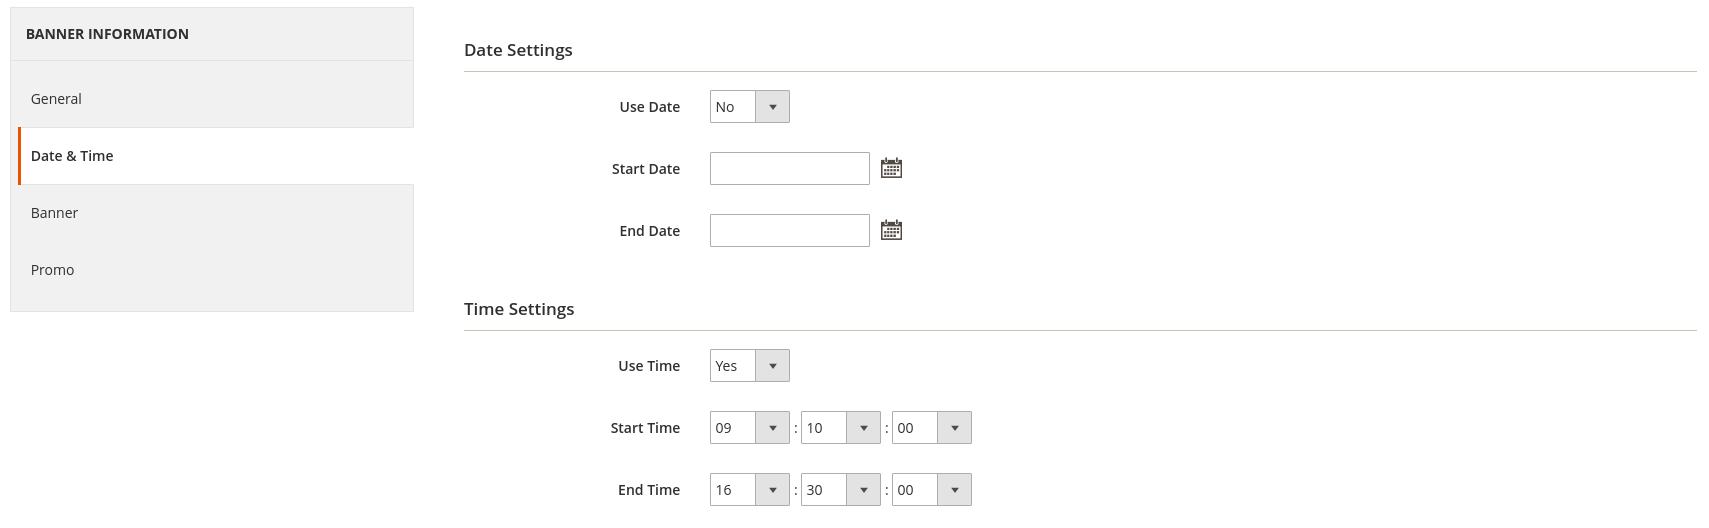 BANNER INFORMATION
General
Date & Time
Banner
Promo
Date Settings
Use Date No
Start Date
End Date
Time Settings
Use Time Yes
Start Time 09 : 10 : 00
End Time 16 : 30 : 00